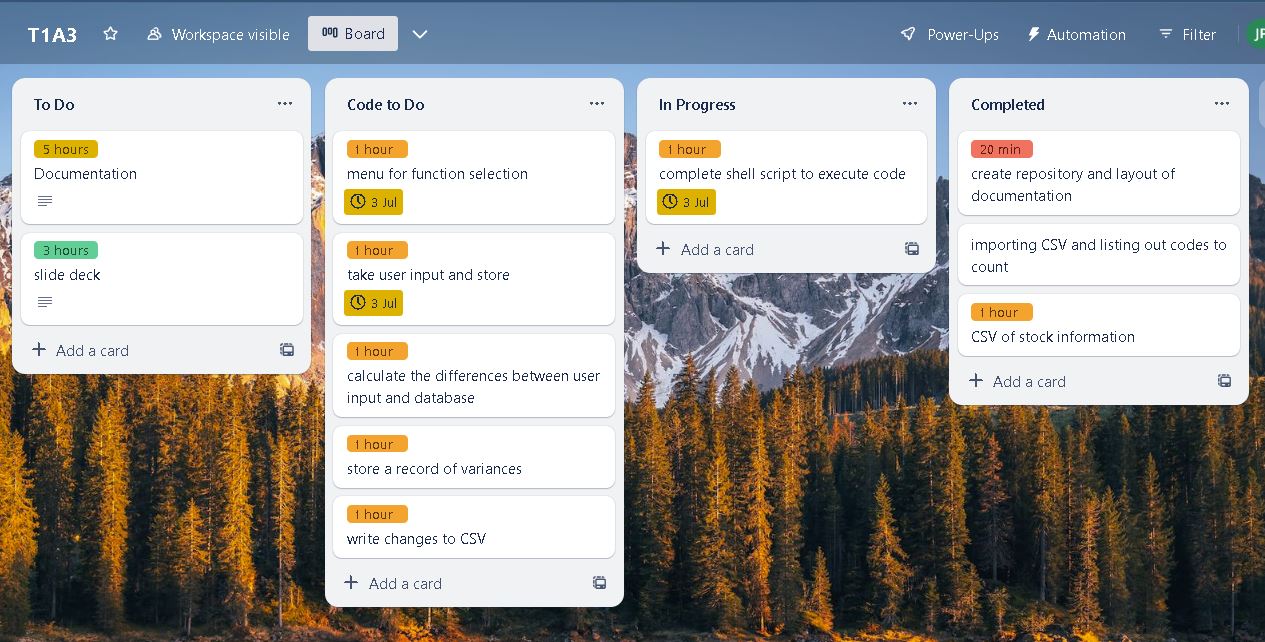 T1A3 Workspace visible Board Power-Ups Automation Filter JP
To Do
5 hours
Documentation
3 hours
slide deck
Add a card
Code to Do
1 hour
menu for function selection
3 Jul
1 hour
take user input and store
3 Jul
1 hour
calculate the differences between user
input and database
1 hour
store a record of variances
1 hour
write changes to CSV
Add a card
In Progress
1 hour
complete shell script to execute code
3 Jul
Add a card
Completed
20 min
create repository and layout of
documentation
importing CSV and listing out codes to
count
1 hour
CSV of stock information
Add a card